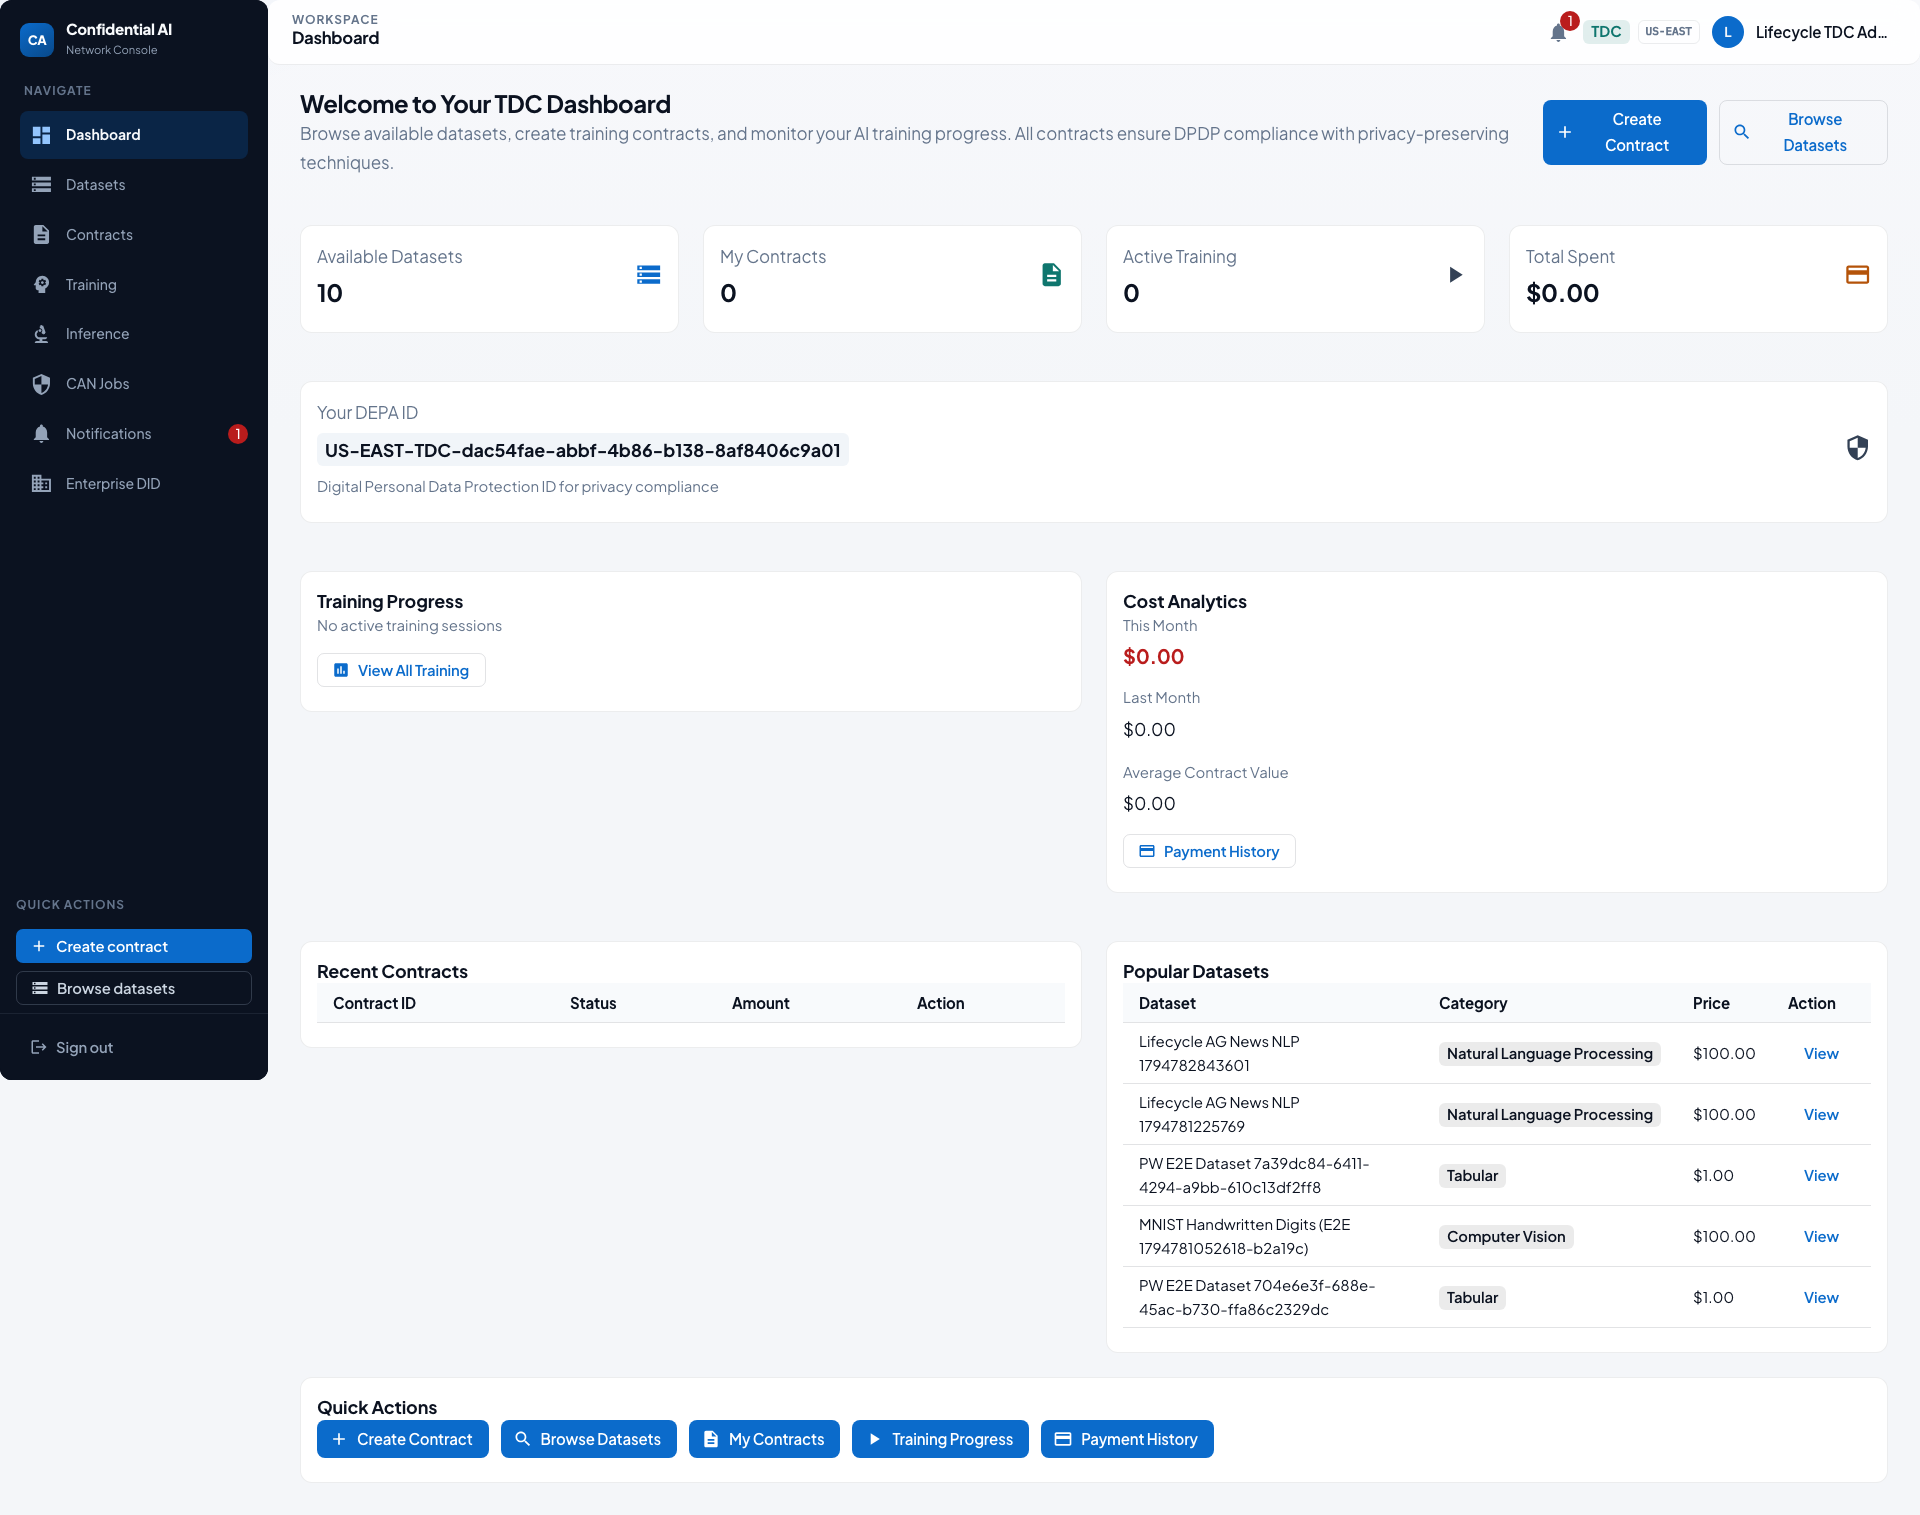 CA
Confidential AI
Network Console
NAVIGATE
Dashboard
Datasets
Contracts
Training
Inference
CAN Jobs
Notifications 1
Enterprise DID
QUICK ACTIONS
Create contract
Browse datasets
Sign out
WORKSPACE
Dashboard
1 TDC US-EAST L Lifecycle TDC Ad...
Welcome to Your TDC Dashboard
Browse available datasets, create training contracts, and monitor your AI training progress. All contracts ensure DPDP compliance with privacy-preserving
techniques.
Create
Contract
Browse
Datasets
Available Datasets
10
My Contracts
0
Active Training
0
Total Spent
$0.00
Your DEPA ID
US-EAST-TDC-dac54fae-abbf-4b86-b138-8af8406c9a01
Digital Personal Data Protection ID for privacy compliance
Training Progress
No active training sessions
View All Training
Cost Analytics
This Month
$0.00
Last Month
$0.00
Average Contract Value
$0.00
Payment History
Recent Contracts
Contract ID Status Amount Action
Popular Datasets
Dataset Category Price Action
Lifecycle AG News NLP
1794782843601
Natural Language Processing $100.00 View
Lifecycle AG News NLP
1794781225769
Natural Language Processing $100.00 View
PW E2E Dataset 7a39dc84-6411-
4294-a9bb-610c13df2ff8
Tabular $1.00 View
MNIST Handwritten Digits (E2E
1794781052618-b2a19c)
Computer Vision $100.00 View
PW E2E Dataset 704e6e3f-688e-
45ac-b730-ffa86c2329dc
Tabular $1.00 View
Quick Actions
Create Contract Browse Datasets My Contracts Training Progress Payment History